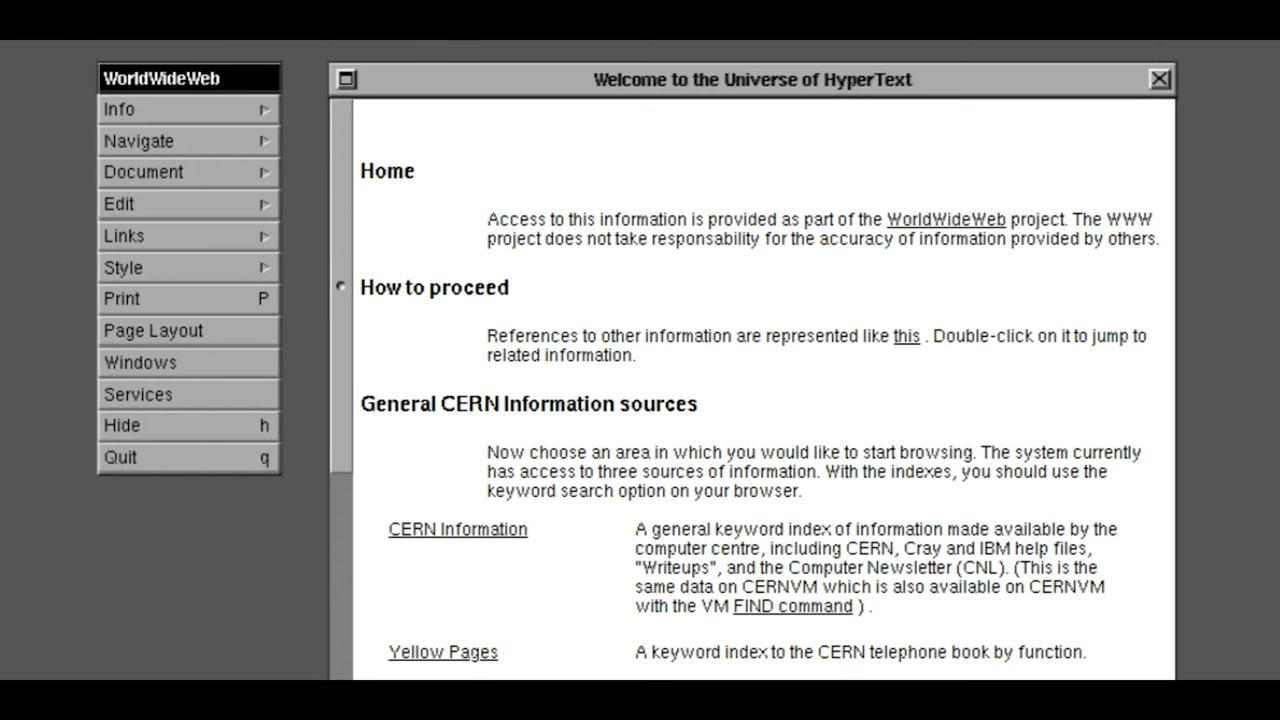 WorldWideWeb
Info
Navigate
Document
Edit
Links
Style
Print P
Page Layout
Windows
Services
Hide h
Quit q
Welcome to the Universe of HyperText
Home
Access to this information is provided as part of the WorldWideWeb project. The WWW
project does not take responsability for the accuracy of information provided by others.
How to proceed
References to other information are represented like this . Double-click on it to jump to
related information.
General CERN Information sources
Now choose an area in which you would like to start browsing. The system currently
has access to three sources of information. With the indexes, you should use the
keyword search option on your browser.
CERN Information
A general keyword index of information made available by the
computer centre, including CERN, Cray and IBM help files,
"Writeups", and the Computer Newsletter (CNL). (This is the
same data on CERNVM which is also available on CERNVM
with the VM FIND command ) .
Yellow Pages
A keyword index to the CERN telephone book by function.